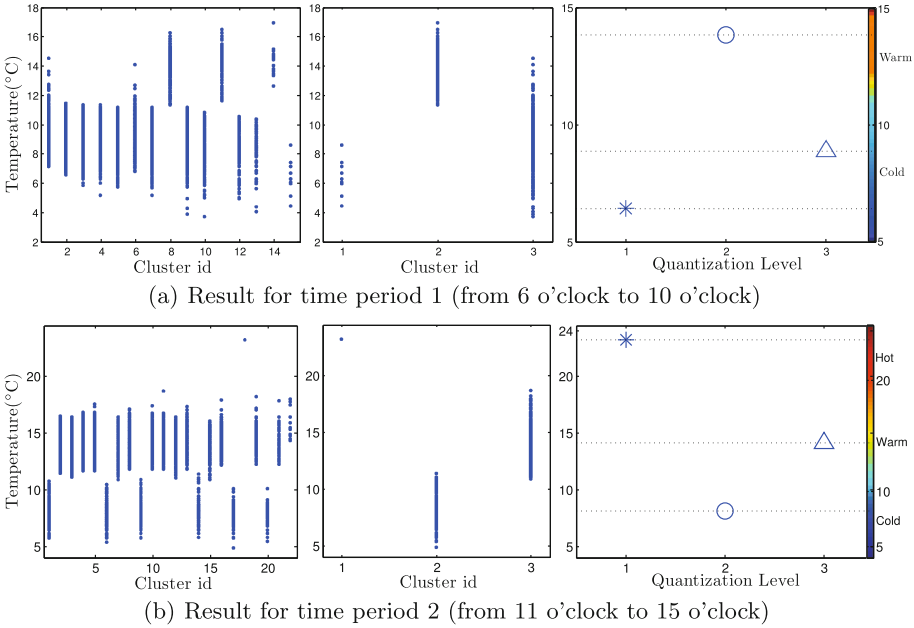 Temperature(°C)
18
16
14
12
10
8
6
4
2
2 4 6 8 10 12 14
Cluster id
18
16
14
12
10
8
6
4
2
1 2 3
Cluster id
15
10
5
1 2 3
Quantization Level
15
Warm
10
Cold
5
(a) Result for time period 1 (from 6 o'clock to 10 o'clock)
Temperature(°C)
20
15
10
5
5 10 15 20
Cluster id
20
15
10
5
1 2 3
Cluster id
24
20
15
10
5
1 2 3
Quantization Level
Hot
20
Warm
10
Cold
5
(b) Result for time period 2 (from 11 o'clock to 15 o'clock)